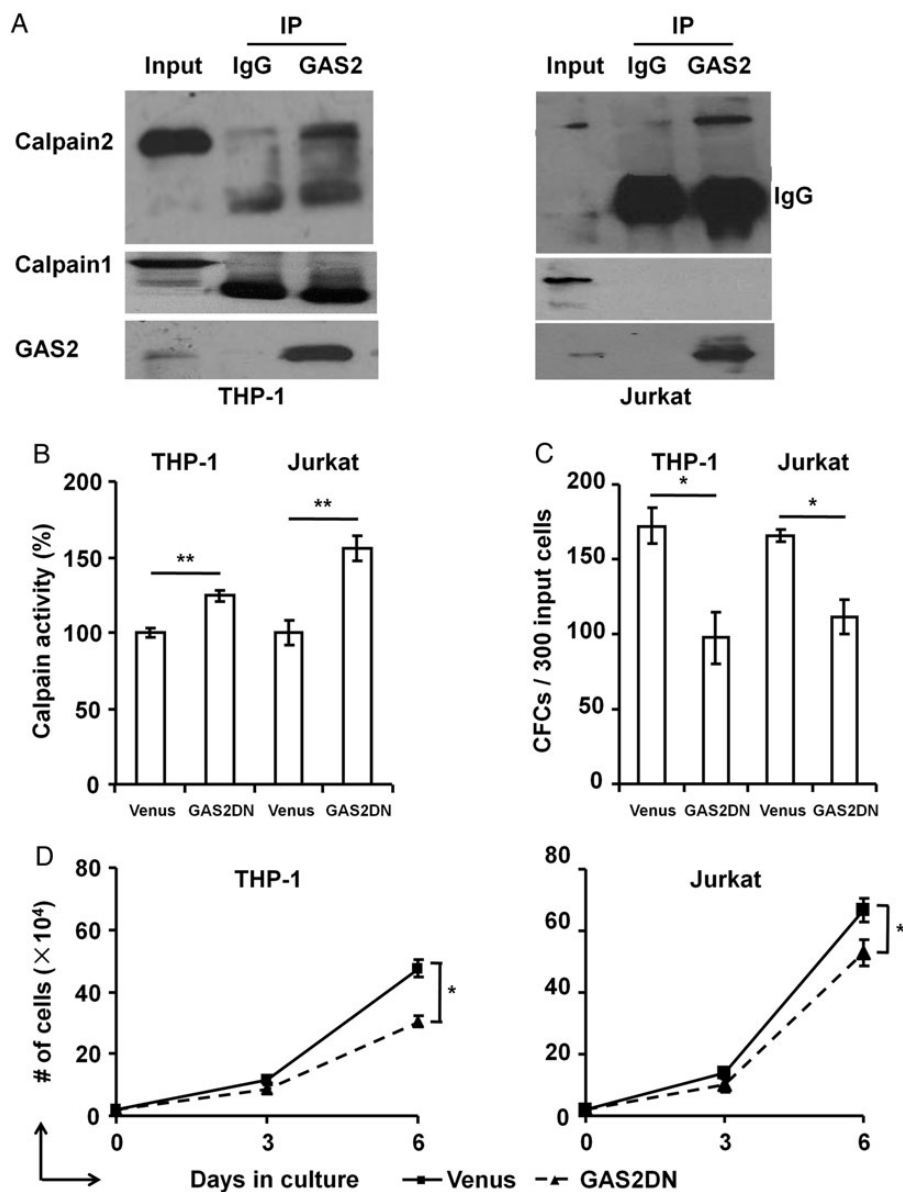 A
IP
IP
Input IgG GAS2
Input IgG GAS2
Calpain2
IgG
Calpain1
GAS2
THP-1
Jurkat
B
THP-1 Jurkat
Calpain activity (%)
200
150
100
50
0
**
**
Venus GAS2DN Venus GAS2DN
C
THP-1 Jurkat
CFCs / 300 input cells
200
150
100
50
0
*
*
Venus GAS2DN Venus GAS2DN
D
THP-1
# of cells (×10⁴)
80
60
40
20
0
*
0 3 6
Jurkat
80
60
40
20
0
*
0 3 6
Days in culture Venus GAS2DN